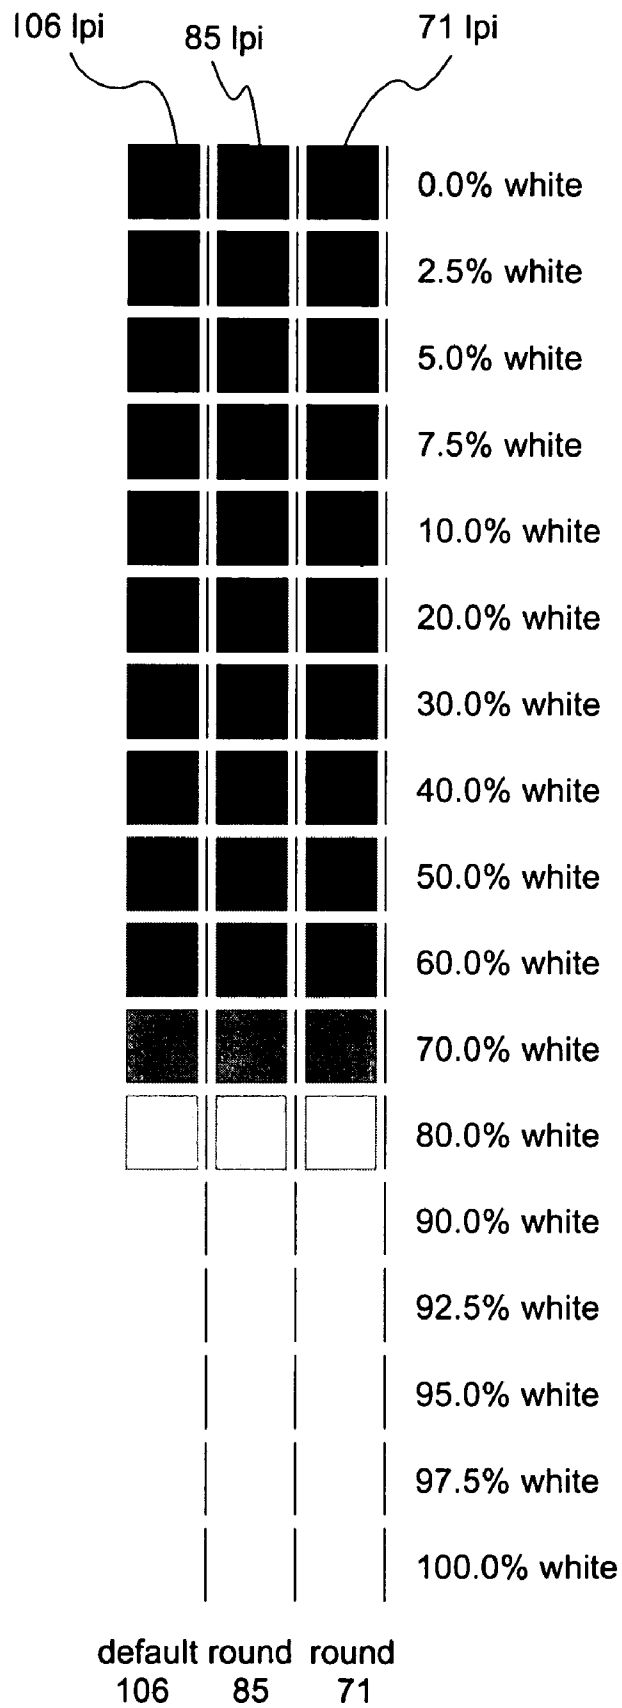 106 lpi
85 lpi
71 lpi
0.0% white
2.5% white
5.0% white
7.5% white
10.0% white
20.0% white
30.0% white
40.0% white
50.0% white
60.0% white
70.0% white
80.0% white
90.0% white
92.5% white
95.0% white
97.5% white
100.0% white
default round round
106 85 71